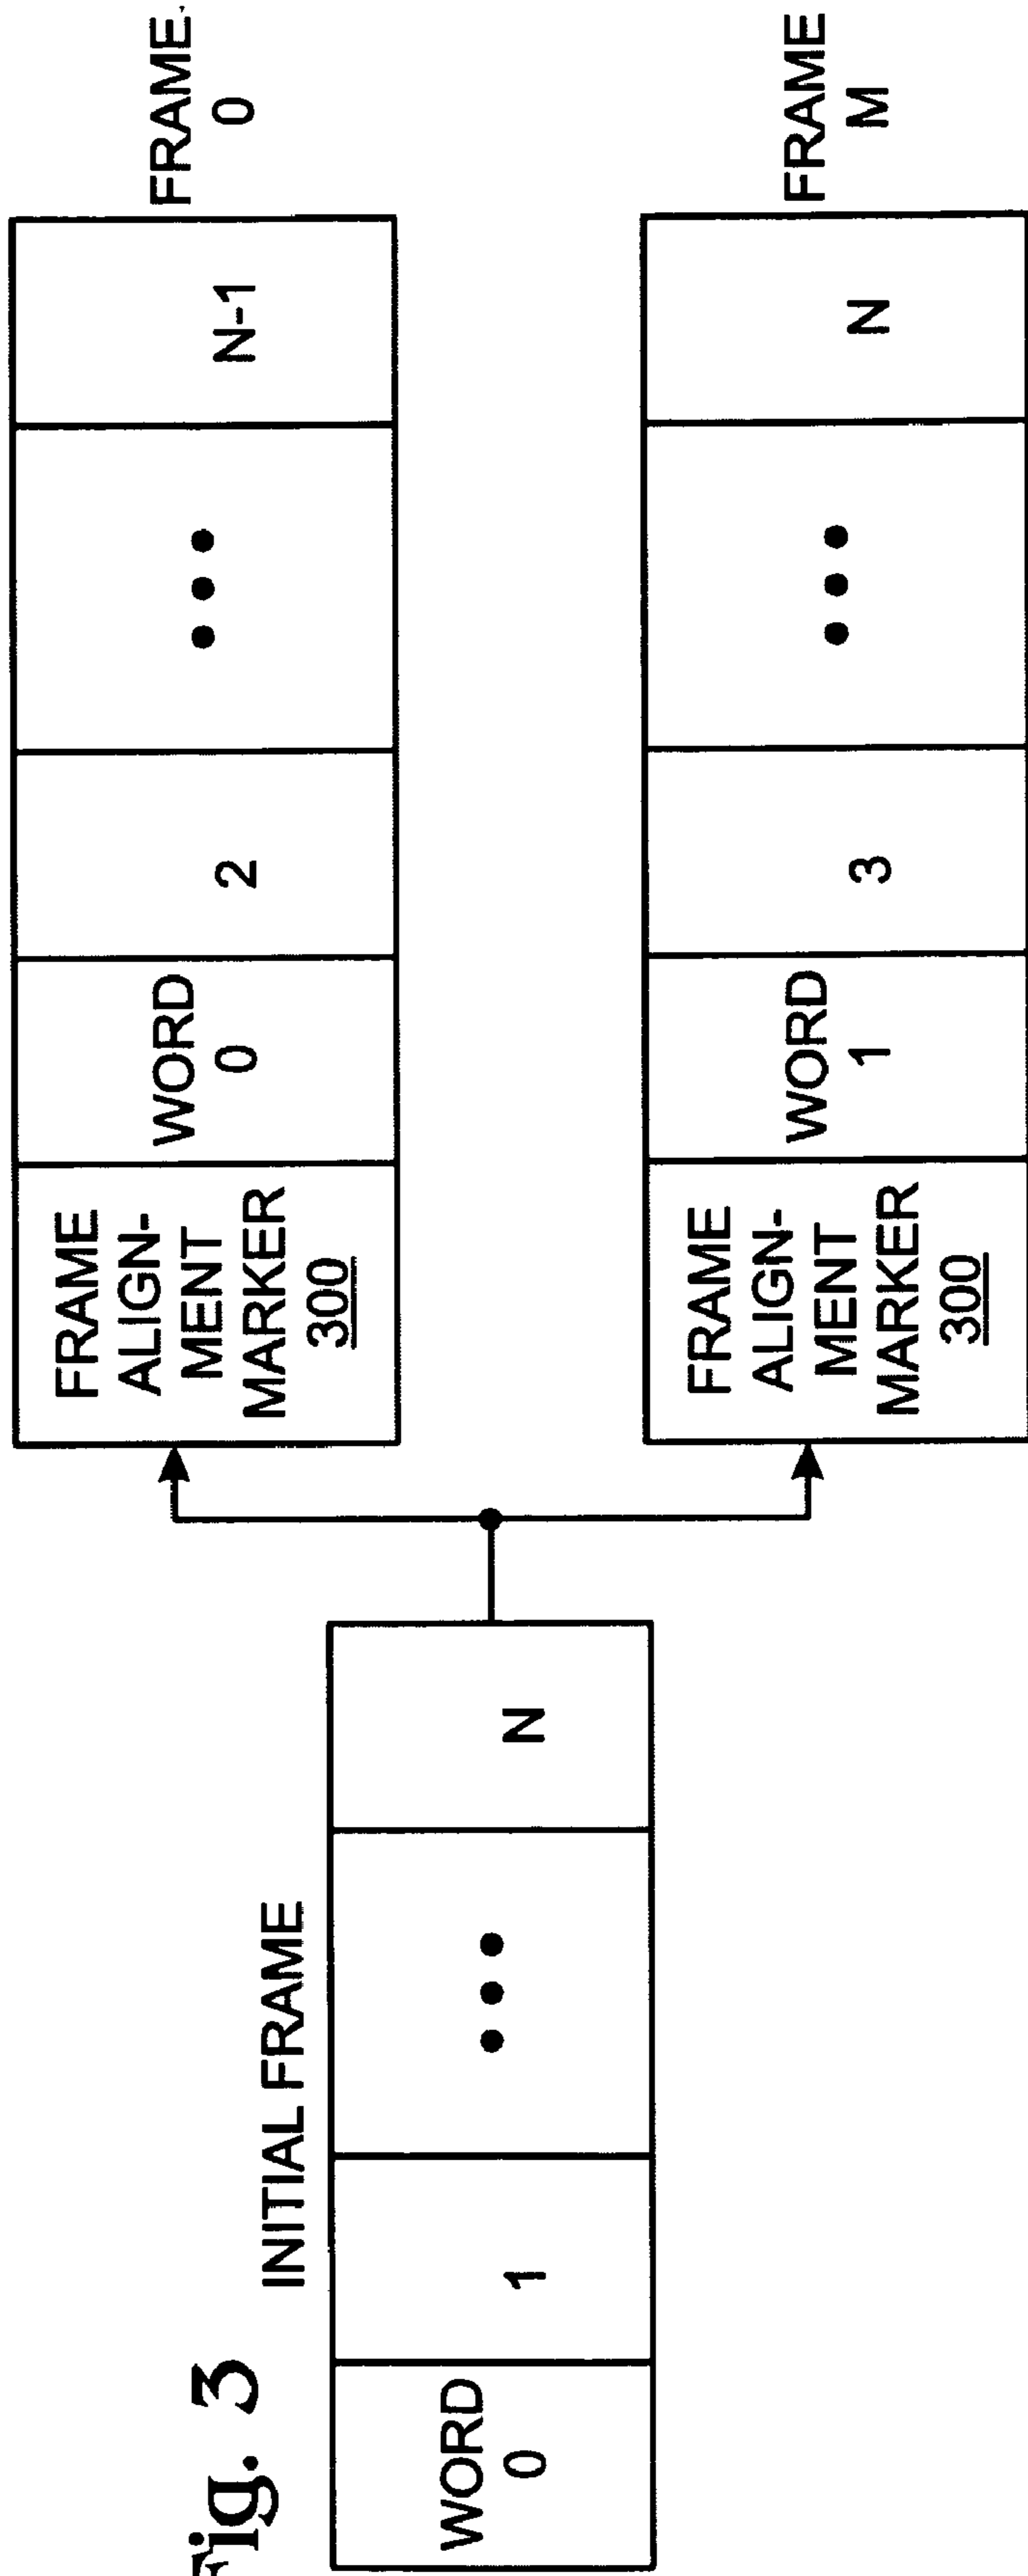 Fig. 3
INITIAL FRAME
WORD
0
1
N
FRAME
ALIGN-
MENT
MARKER
300
WORD
0
2
N-1
FRAME
0
FRAME
ALIGN-
MENT
MARKER
300
WORD
1
3
N
FRAME
M